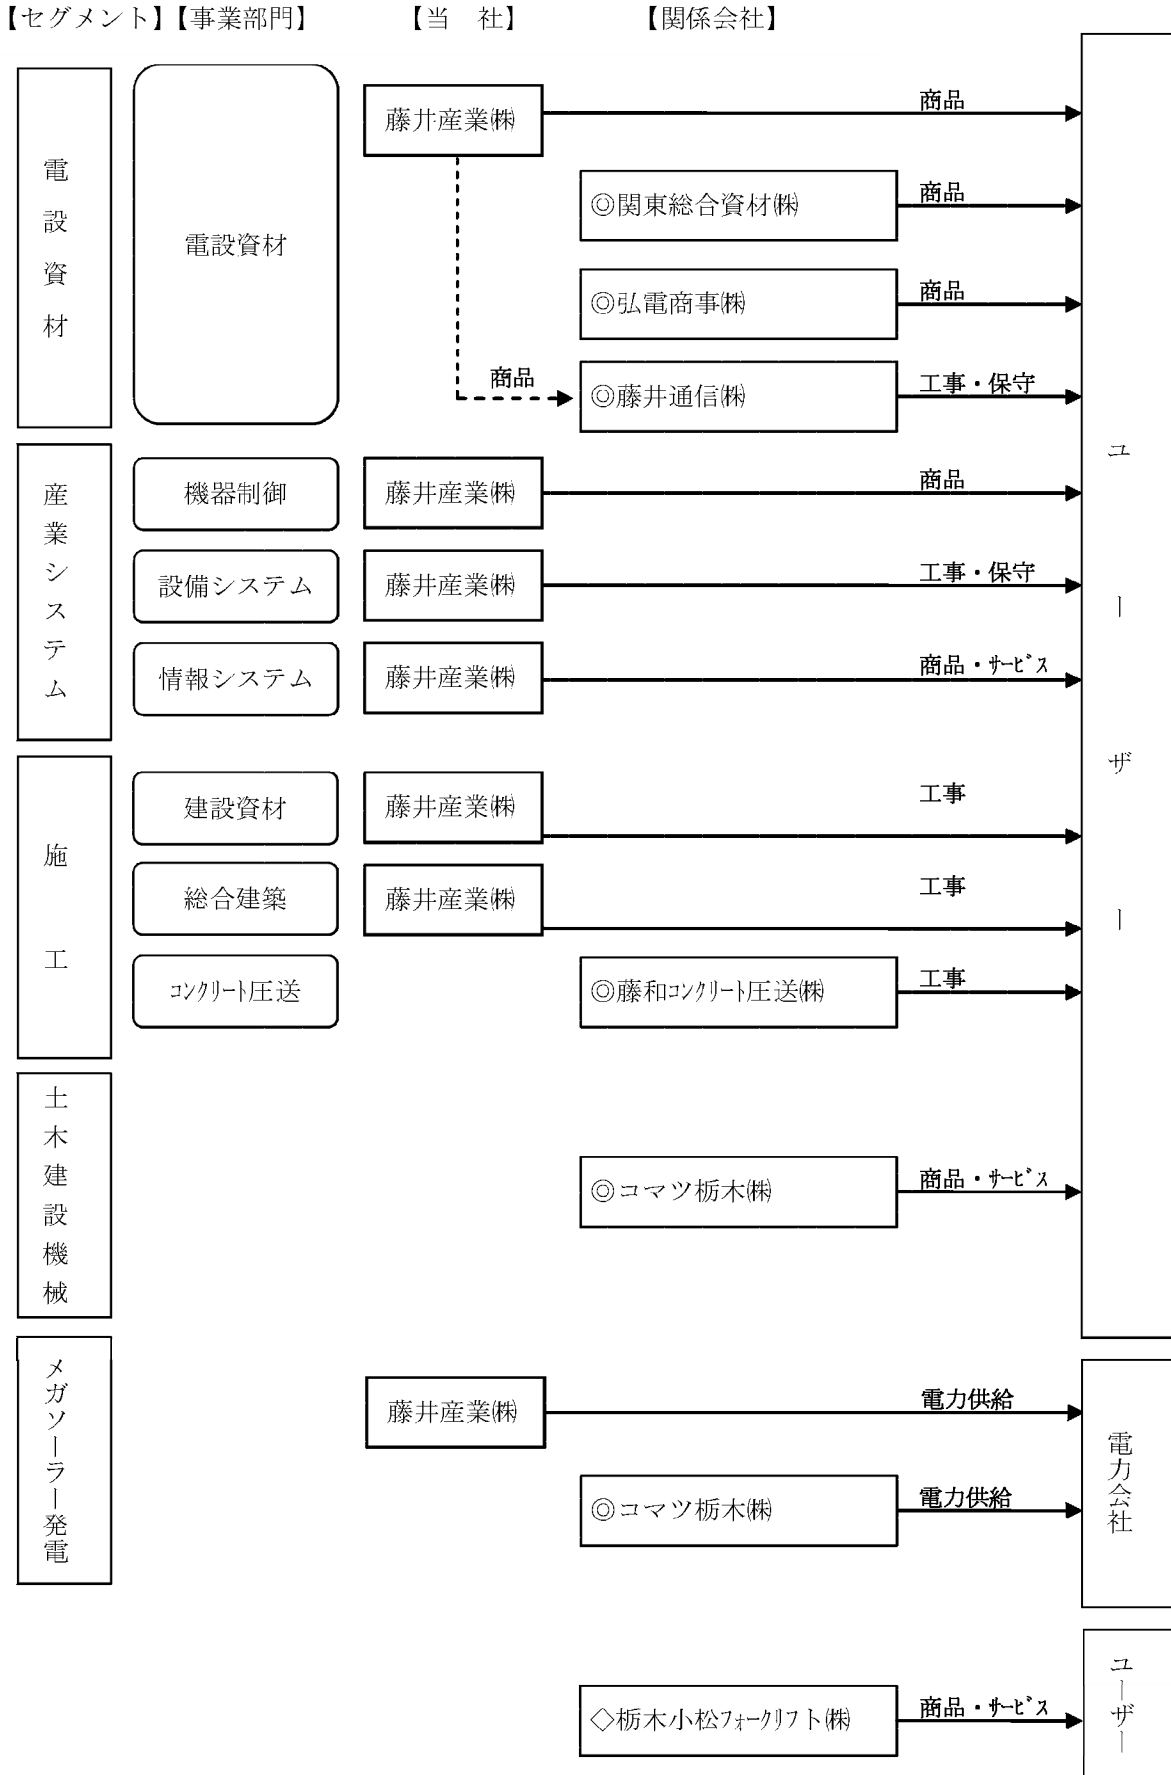 【セグメント】【事業部門】 【当　社】 【関係会社】
電設資材
電設資材
藤井産業㈱
商品
◎関東総合資材㈱
商品
◎弘電商事㈱
商品
商品
◎藤井通信㈱
工事・保守
ユーザー
産業システム
機器制御
藤井産業㈱
商品
設備システム
藤井産業㈱
工事・保守
情報システム
藤井産業㈱
商品・ｻｰﾋﾞｽ
施工
建設資材
藤井産業㈱
工事
総合建築
藤井産業㈱
工事
ｺﾝｸﾘｰﾄ圧送
◎藤和ｺﾝｸﾘｰﾄ圧送㈱
工事
土木建設機械
◎コマツ栃木㈱
商品・ｻｰﾋﾞｽ
メガソーラー発電
藤井産業㈱
電力供給
◎コマツ栃木㈱
電力供給
電力会社
◇栃木小松ﾌｫｰｸﾘﾌﾄ㈱
商品・ｻｰﾋﾞｽ
ユーザー